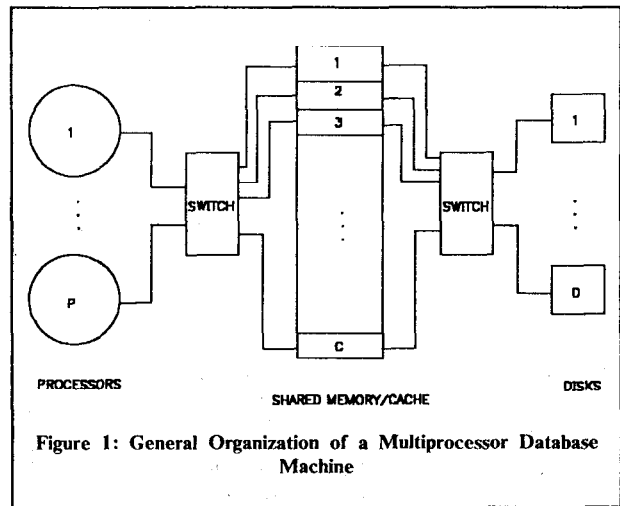 1
2
3
1
1
SWITCH
SWITCH
P
D
C
PROCESSORS
SHARED MEMORY/CACHE
DISKS
Figure 1: General Organization of a Multiprocessor Database
Machine